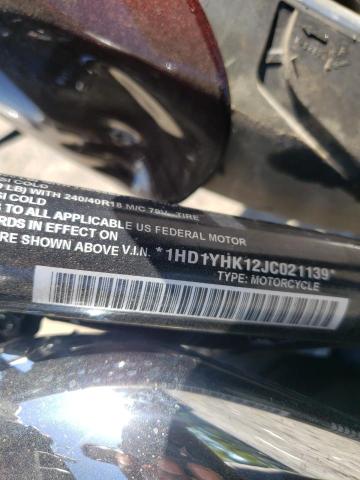 SI COLD
LB) WITH 240/40R18 M/C 79V TIRE
SI COLD
S TO ALL APPLICABLE US FEDERAL MOTOR
RDS IN EFFECT ON
RE SHOWN ABOVE V.I.N. *1HD1YHK12JC021139*
TYPE: MOTORCYCLE